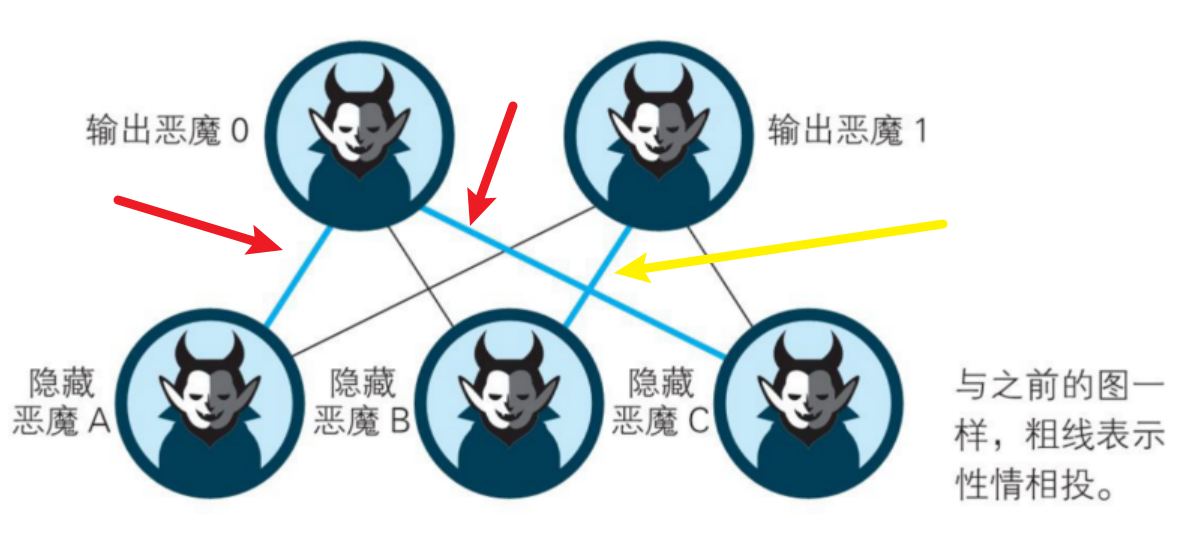 输出恶魔 0
输出恶魔 1
隐藏
恶魔 A
隐藏
恶魔 B
隐藏
恶魔 C
与之前的图一
样，粗线表示
性情相投。